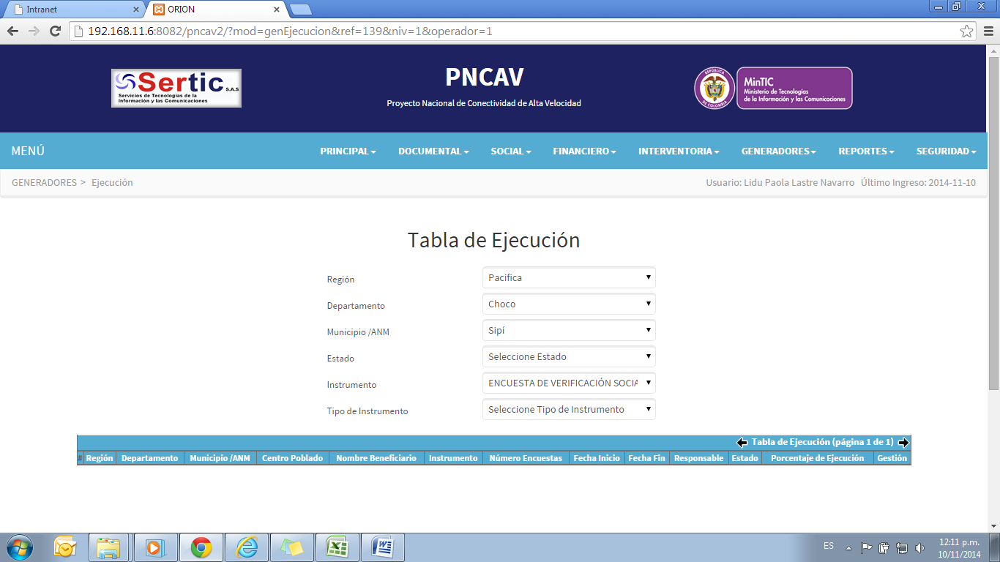 Intranet
ORION
192.168.11.6:8082/pncav2/?mod=genEjecucion&ref=139&niv=1&operador=1
Sertic S.A.S
Servicios de Tecnologías de la
Información y las Comunicaciones
PNCAV
Proyecto Nacional de Conectividad de Alta Velocidad
REPÚBLICA
DE COLOMBIA
MinTIC
Ministerio de Tecnologías
de la Información y las Comunicaciones
MENÚ
PRINCIPAL DOCUMENTAL SOCIAL FINANCIERO INTERVENTORIA GENERADORES REPORTES SEGURIDAD
GENERADORES > Ejecución
Usuario: Lidu Paola Lastre Navarro Último Ingreso: 2014-11-10
Tabla de Ejecución
Región Pacifica
Departamento Choco
Municipio /ANM Sipí
Estado Seleccione Estado
Instrumento ENCUESTA DE VERIFICACIÓN SOCIA
Tipo de Instrumento Seleccione Tipo de Instrumento
Tabla de Ejecución (página 1 de 1)
# Región Departamento Municipio /ANM Centro Poblado Nombre Beneficiario Instrumento Número Encuestas Fecha Inicio Fecha Fin Responsable Estado Porcentaje de Ejecución Gestión
ES
12:11 p.m.
10/11/2014